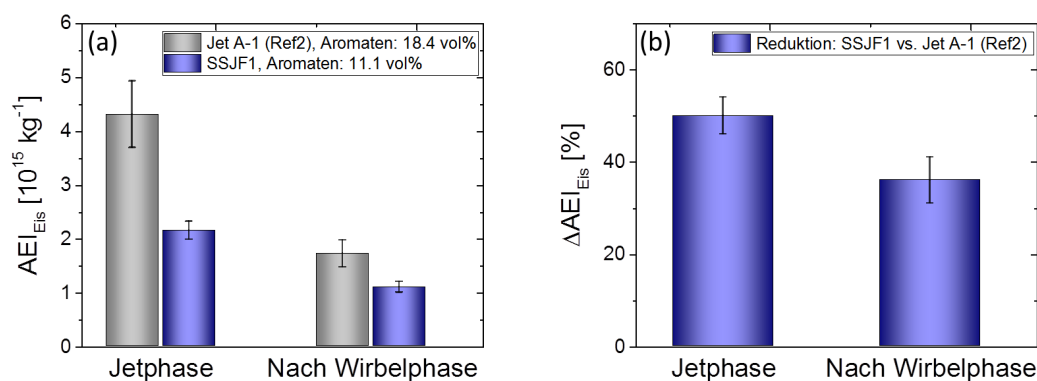 (a)
Jet A-1 (Ref2), Aromaten: 18.4 vol%
SSJF1, Aromaten: 11.1 vol%
AEI_Eis [10^15 kg^-1]
6
5
4
3
2
1
0
Jetphase
Nach Wirbelphase
(b)
Reduktion: SSJF1 vs. Jet A-1 (Ref2)
ΔAEI_Eis [%]
60
40
20
0
Jetphase
Nach Wirbelphase